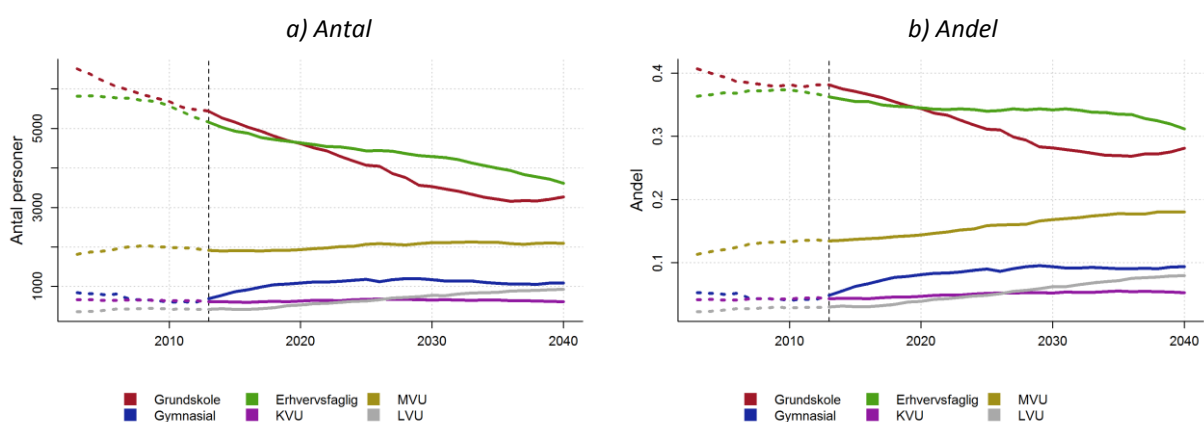 a) Antal
Antal personer
5000
3000
1000
2010
2020
2030
2040
Grundskole
Erhvervsfaglig
MVU
Gymnasial
KVU
LVU
b) Andel
Andel
0.4
0.3
0.2
0.1
2010
2020
2030
2040
Grundskole
Erhvervsfaglig
MVU
Gymnasial
KVU
LVU